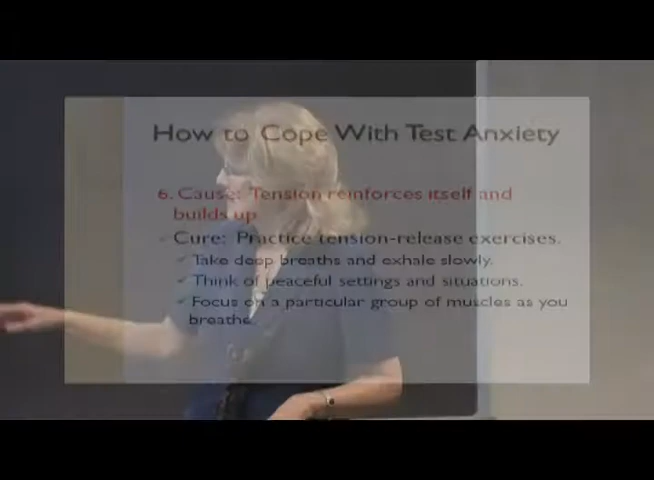 How to Cope With Test Anxiety
6. Cause: Tension reinforces itself and
builds up
Cure: Practice tension-release exercises.
Take deep breaths and exhale slowly.
Think of peaceful settings and situations.
Focus on a particular group of muscles as you
breathe.